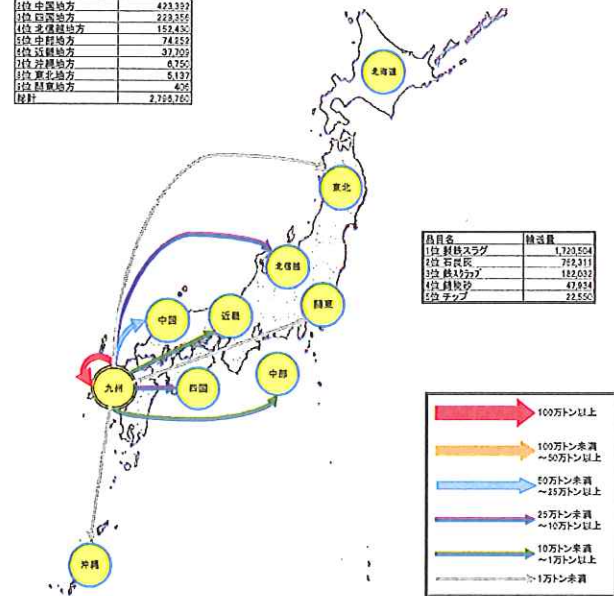 2位 中国地方 423,392
3位 四国地方 223,356
4位 北信越地方 152,430
5位 中部地方 74,252
6位 近畿地方 37,709
7位 沖縄地方 6,750
8位 東北地方 5,137
9位 関東地方 406
総計 2,796,760
北海道
東北
北信越
関東
近畿
中国
九州
四国
中部
沖縄
品目名 輸送量
1位 製鉄スラグ 1,720,504
2位 石炭灰 762,311
3位 鉄スクラップ 182,032
4位 鋳物砂 47,934
5位 チップ 22,550
100万トン以上
100万トン未満
~50万トン以上
50万トン未満
~25万トン以上
25万トン未満
~10万トン以上
10万トン未満
~1万トン以上
1万トン未満